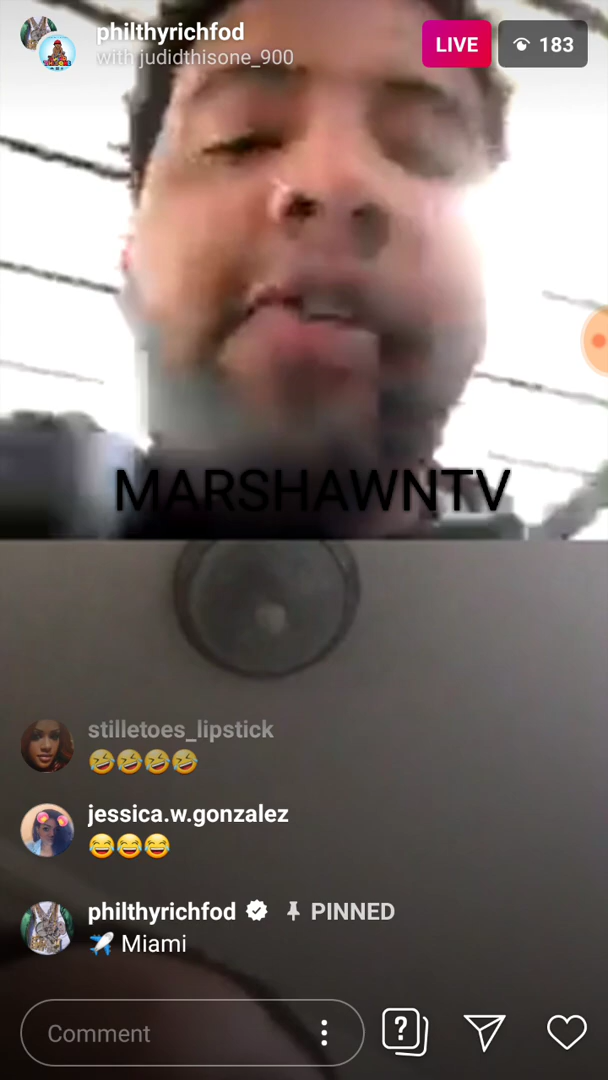 philthyrichfod
with judidthisone_900
LIVE
183
MARSHAWNTV
stilletoes_lipstick
🤣🤣🤣🤣
jessica.w.gonzalez
😂😂😂
philthyrichfod PINNED
✈️ Miami
Comment